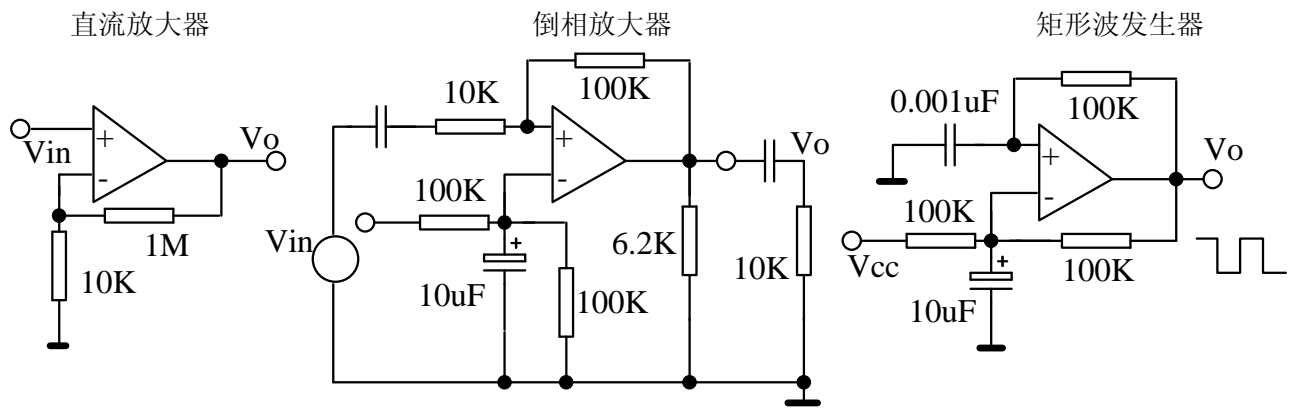 直流放大器
Vin
+
-
Vo
1M
10K
倒相放大器
100K
10K
+
-
Vo
100K
Vin
+
10uF
100K
6.2K
10K
矩形波发生器
0.001uF
100K
+
-
Vo
100K
Vcc
+
100K
10uF